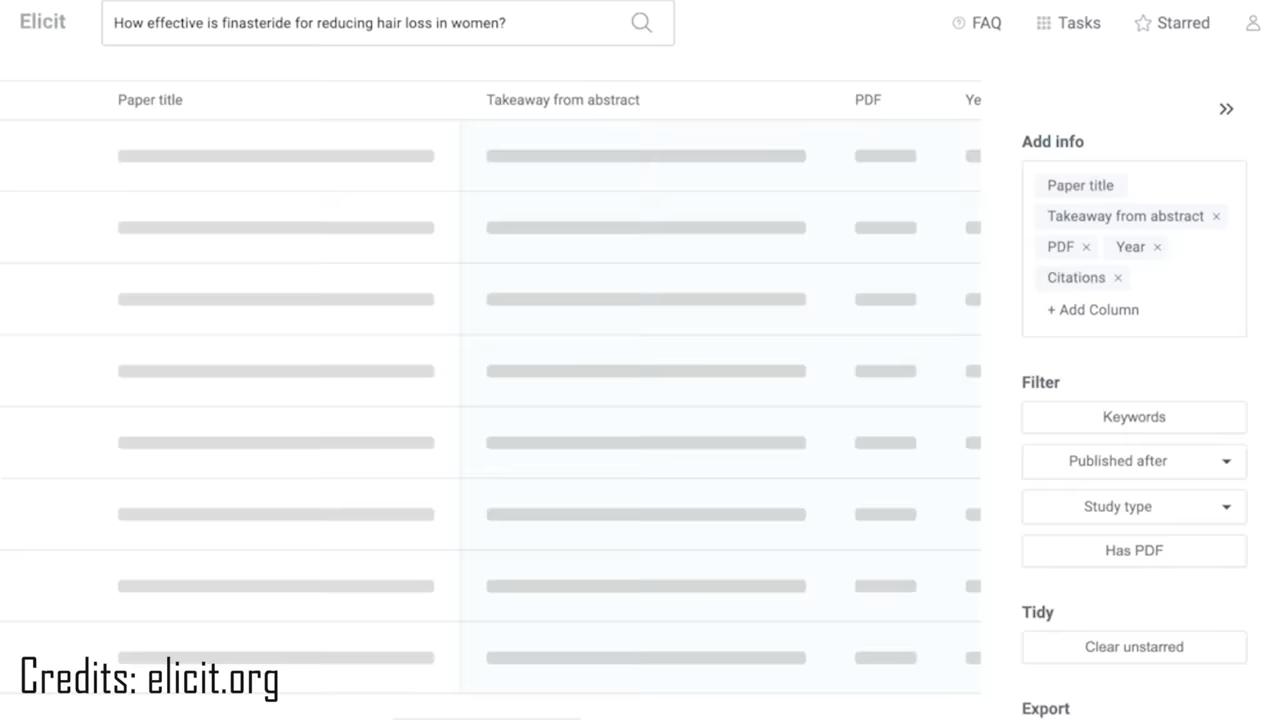 Elicit
How effective is finasteride for reducing hair loss in women?
FAQ
Tasks
Starred
Paper title
Takeaway from abstract
PDF
Ye
Add info
Paper title
Takeaway from abstract ×
PDF × Year ×
Citations ×
+ Add Column
Filter
Keywords
Published after
Study type
Has PDF
Tidy
Clear unstarred
Export
Credits: elicit.org